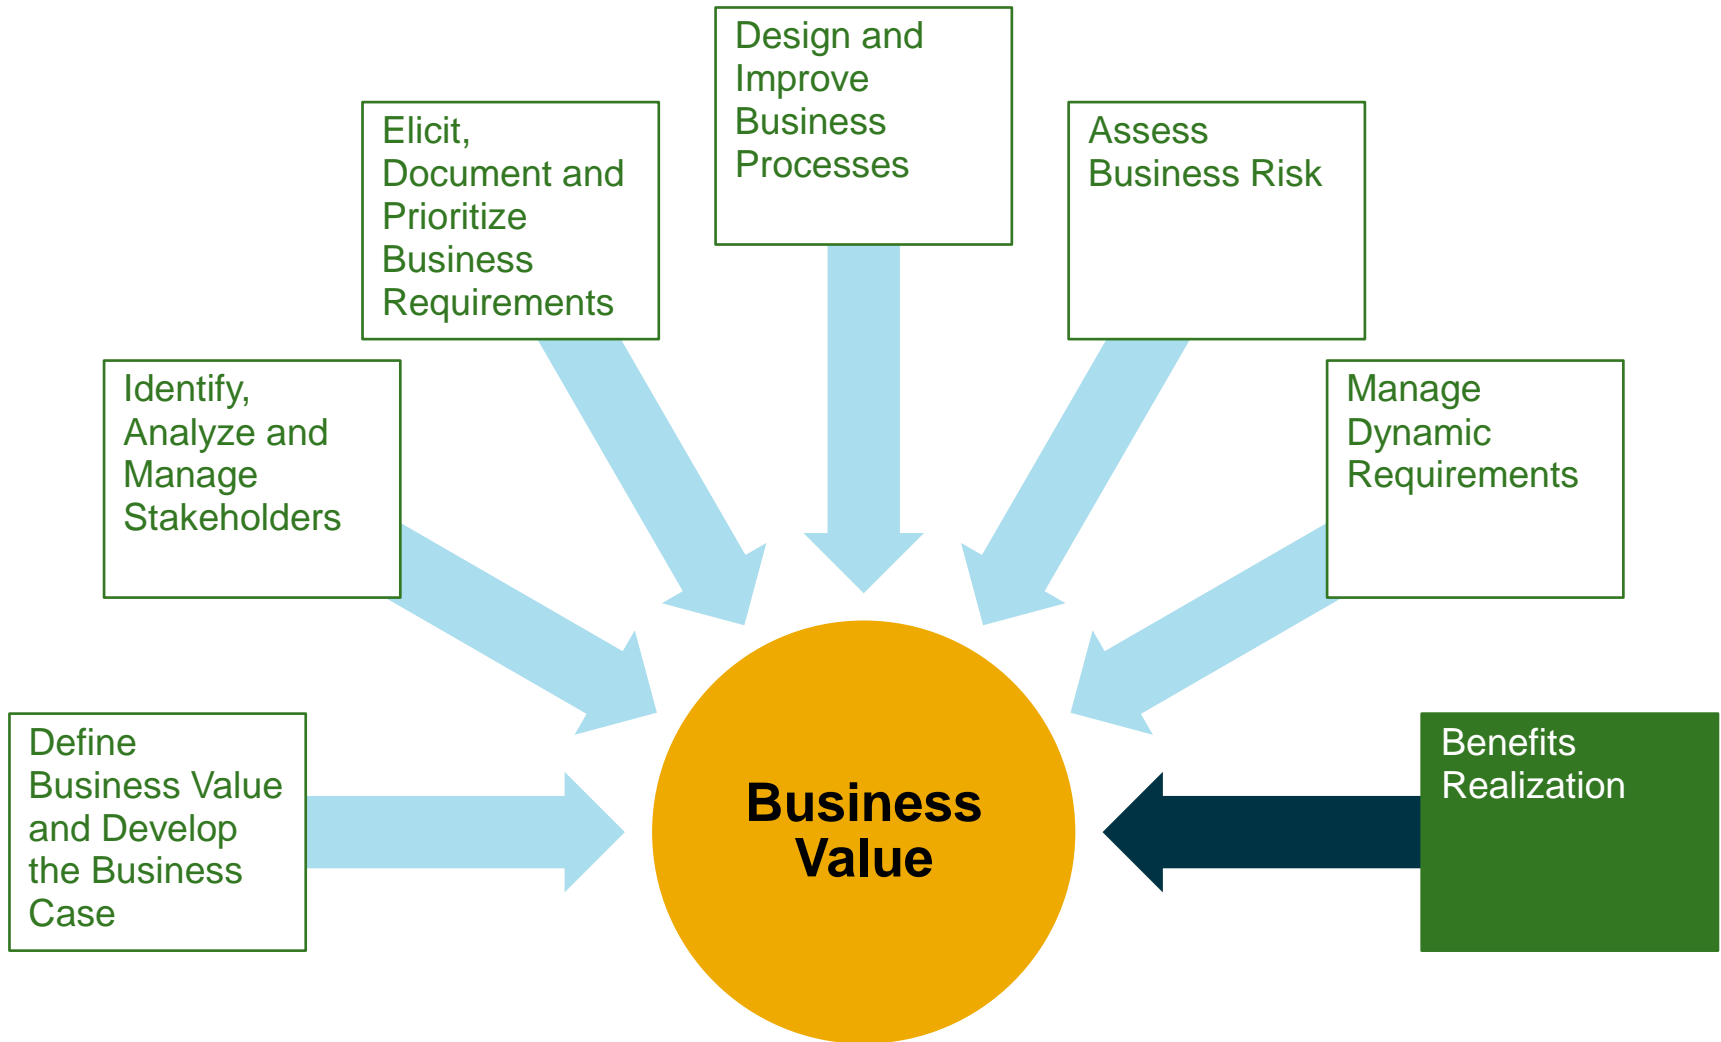 Design and
Improve
Business
Processes
Elicit,
Document and
Prioritize
Business
Requirements
Assess
Business Risk
Identify,
Analyze and
Manage
Stakeholders
Manage
Dynamic
Requirements
Define
Business Value
and Develop
the Business
Case
Business
Value
Benefits
Realization